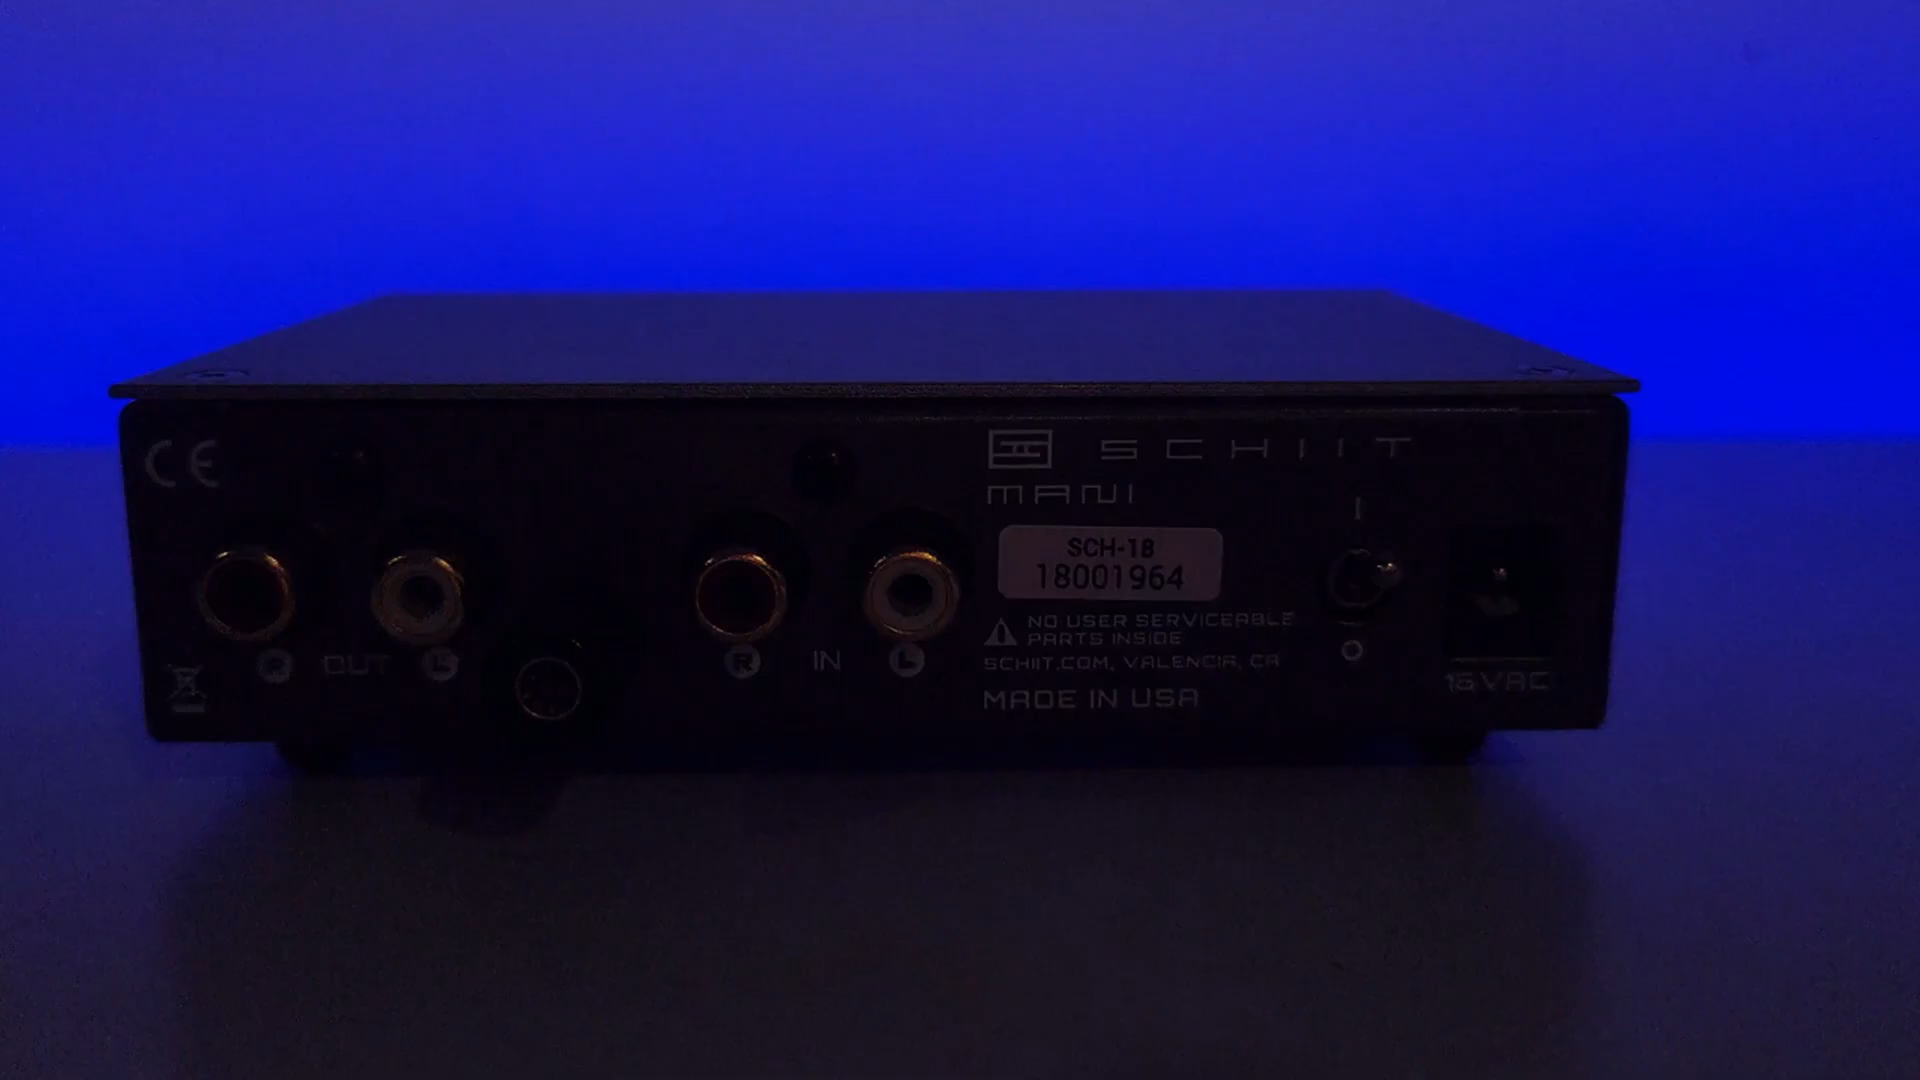 CE
SCHIIT
MANI
SCH-18
18001964
NO USER SERVICEABLE
PARTS INSIDE
SCHIIT.COM, VALENCIA, CA
MADE IN USA
R OUT L
R IN L
I
O
16VAC